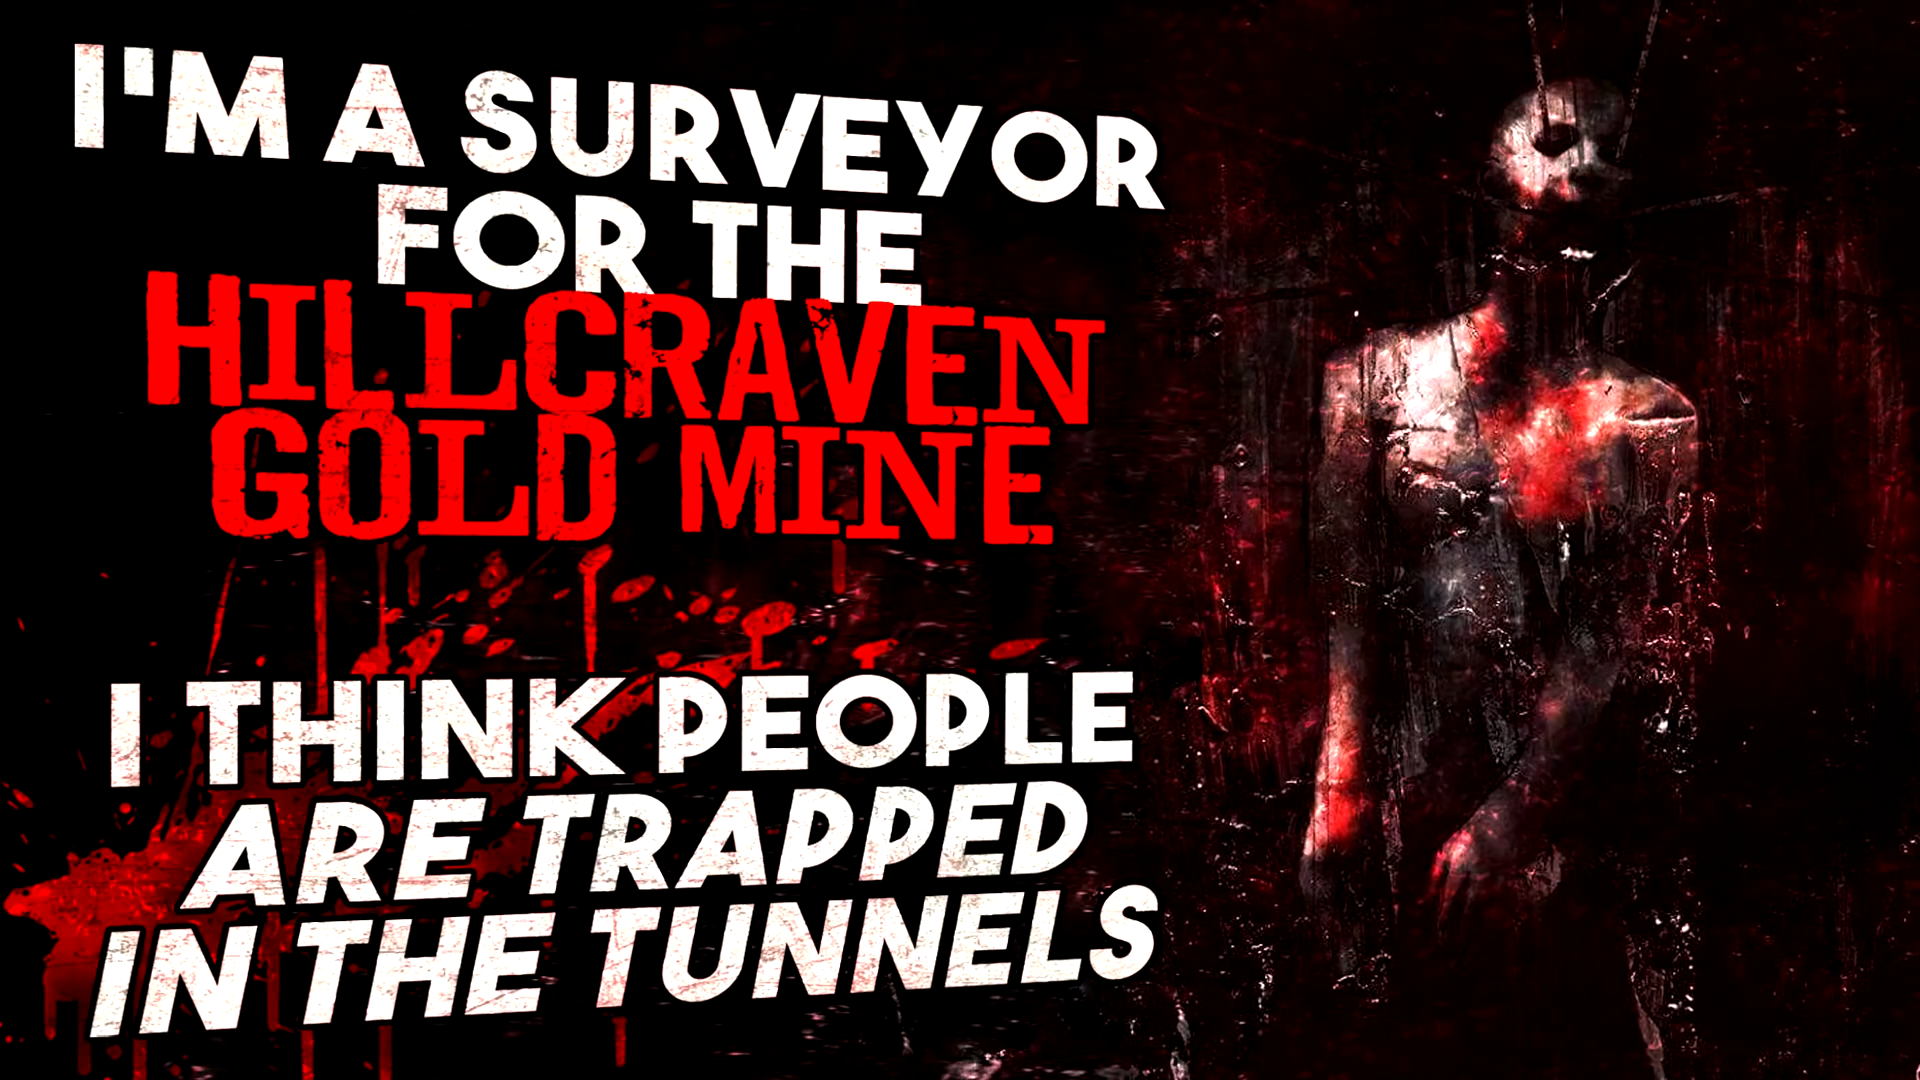 I'M A SURVEYOR
FOR THE
HILLCRAVEN
GOLD MINE
I THINK PEOPLE
ARE TRAPPED
IN THE TUNNELS